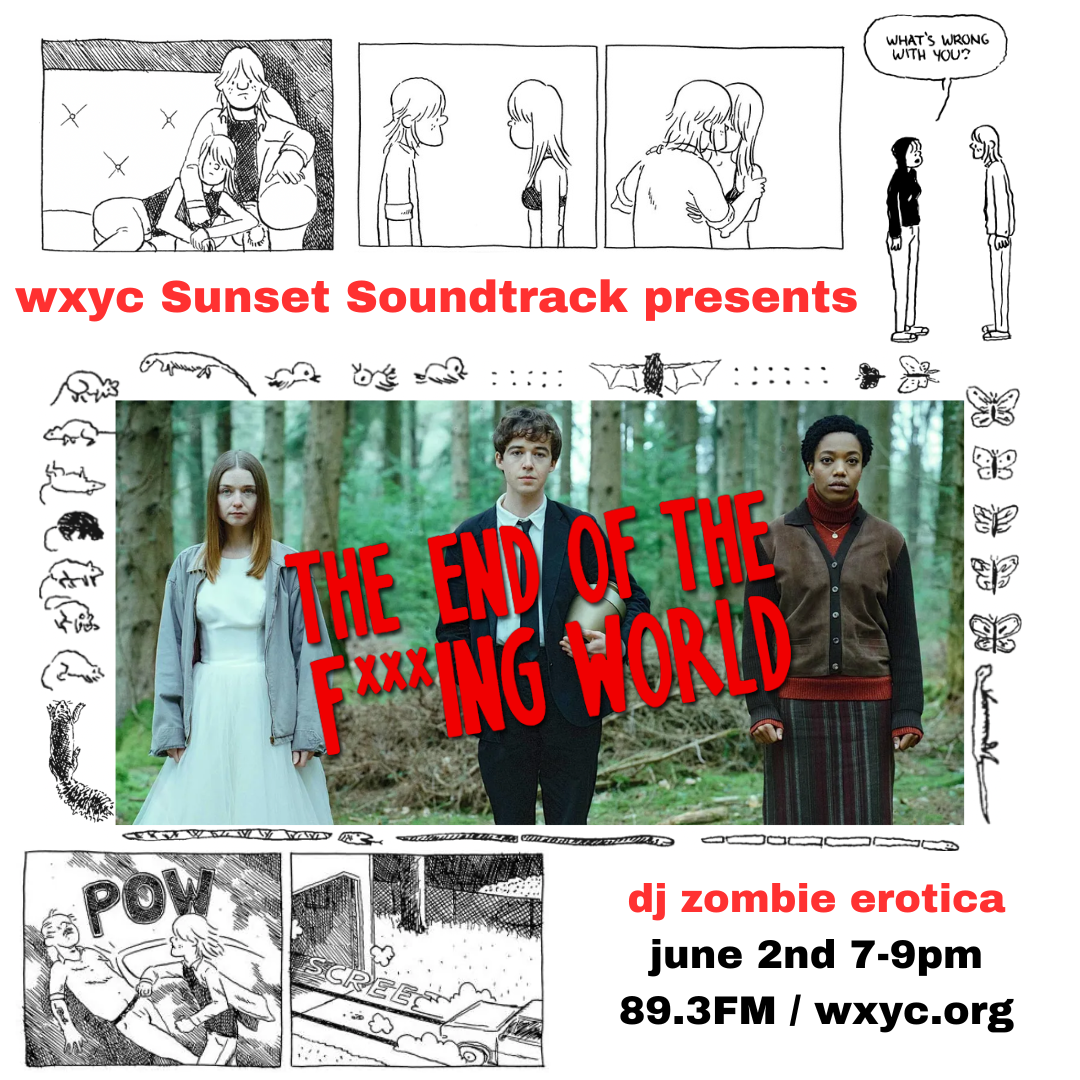 WHAT'S WRONG
WITH YOU?
wxyc Sunset Soundtrack presents
THE END OF THE
FxxxING WORLD
POW
SCREE
dj zombie erotica
june 2nd 7-9pm
89.3FM / wxyc.org